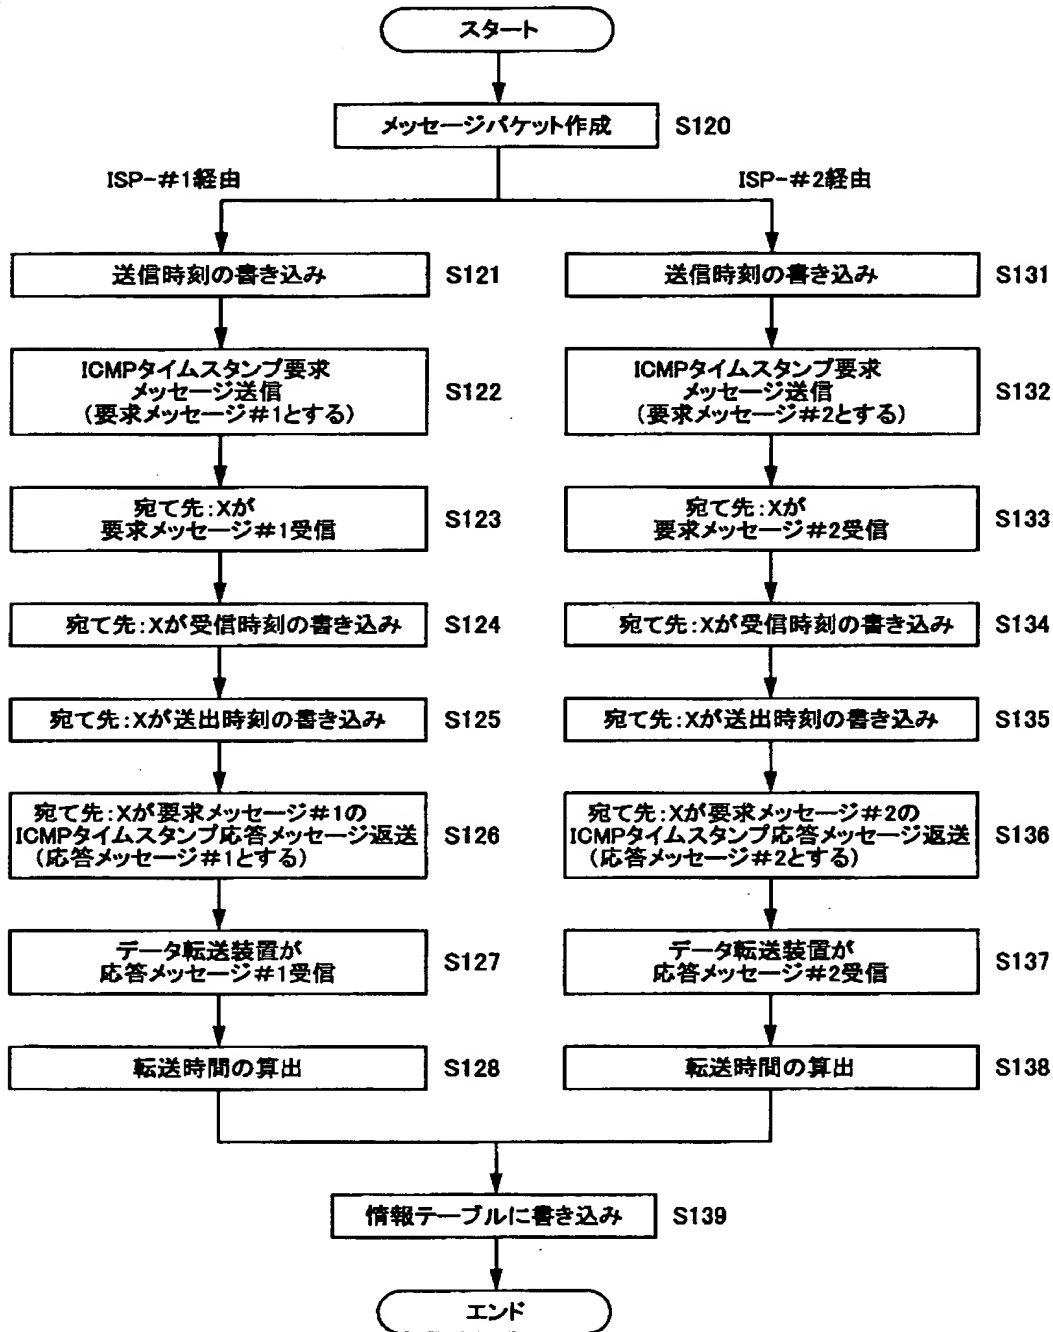 スタート
メッセージパケット作成 S120
ISP-#1経由
ISP-#2経由
送信時刻の書き込み S121
送信時刻の書き込み S131
ICMPタイムスタンプ要求
メッセージ送信
(要求メッセージ#1とする)
S122
ICMPタイムスタンプ要求
メッセージ送信
(要求メッセージ#2とする)
S132
宛て先:Xが
要求メッセージ#1受信
S123
宛て先:Xが
要求メッセージ#2受信
S133
宛て先:Xが受信時刻の書き込み S124
宛て先:Xが受信時刻の書き込み S134
宛て先:Xが送出時刻の書き込み S125
宛て先:Xが送出時刻の書き込み S135
宛て先:Xが要求メッセージ#1の
ICMPタイムスタンプ応答メッセージ返送
(応答メッセージ#1とする)
S126
宛て先:Xが要求メッセージ#2の
ICMPタイムスタンプ応答メッセージ返送
(応答メッセージ#2とする)
S136
データ転送装置が
応答メッセージ#1受信
S127
データ転送装置が
応答メッセージ#2受信
S137
転送時間の算出 S128
転送時間の算出 S138
情報テーブルに書き込み S139
エンド